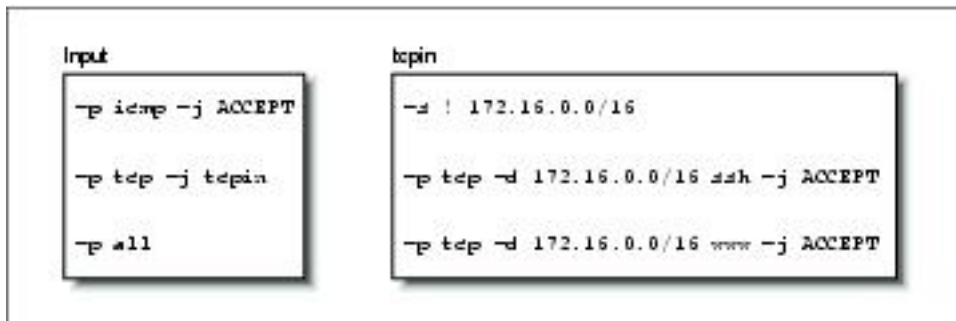 Input
-p icmp -j ACCEPT
-p tcp -j tcpin
-p all
tcpin
-s ! 172.16.0.0/16
-p tcp -d 172.16.0.0/16 ssh -j ACCEPT
-p tcp -d 172.16.0.0/16 www -j ACCEPT